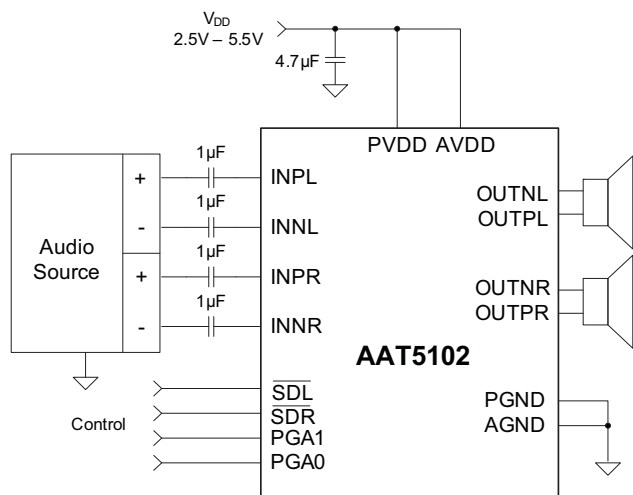 VDD
2.5V – 5.5V
4.7µF
PVDD AVDD
1µF
+ INPL
OUTNL
1µF
- INNL
OUTPL
Audio
Source
1µF
+ INPR
OUTNR
1µF
- INNR
OUTPR
AAT5102
SDL
PGND
Control
SDR
AGND
PGA1
PGA0